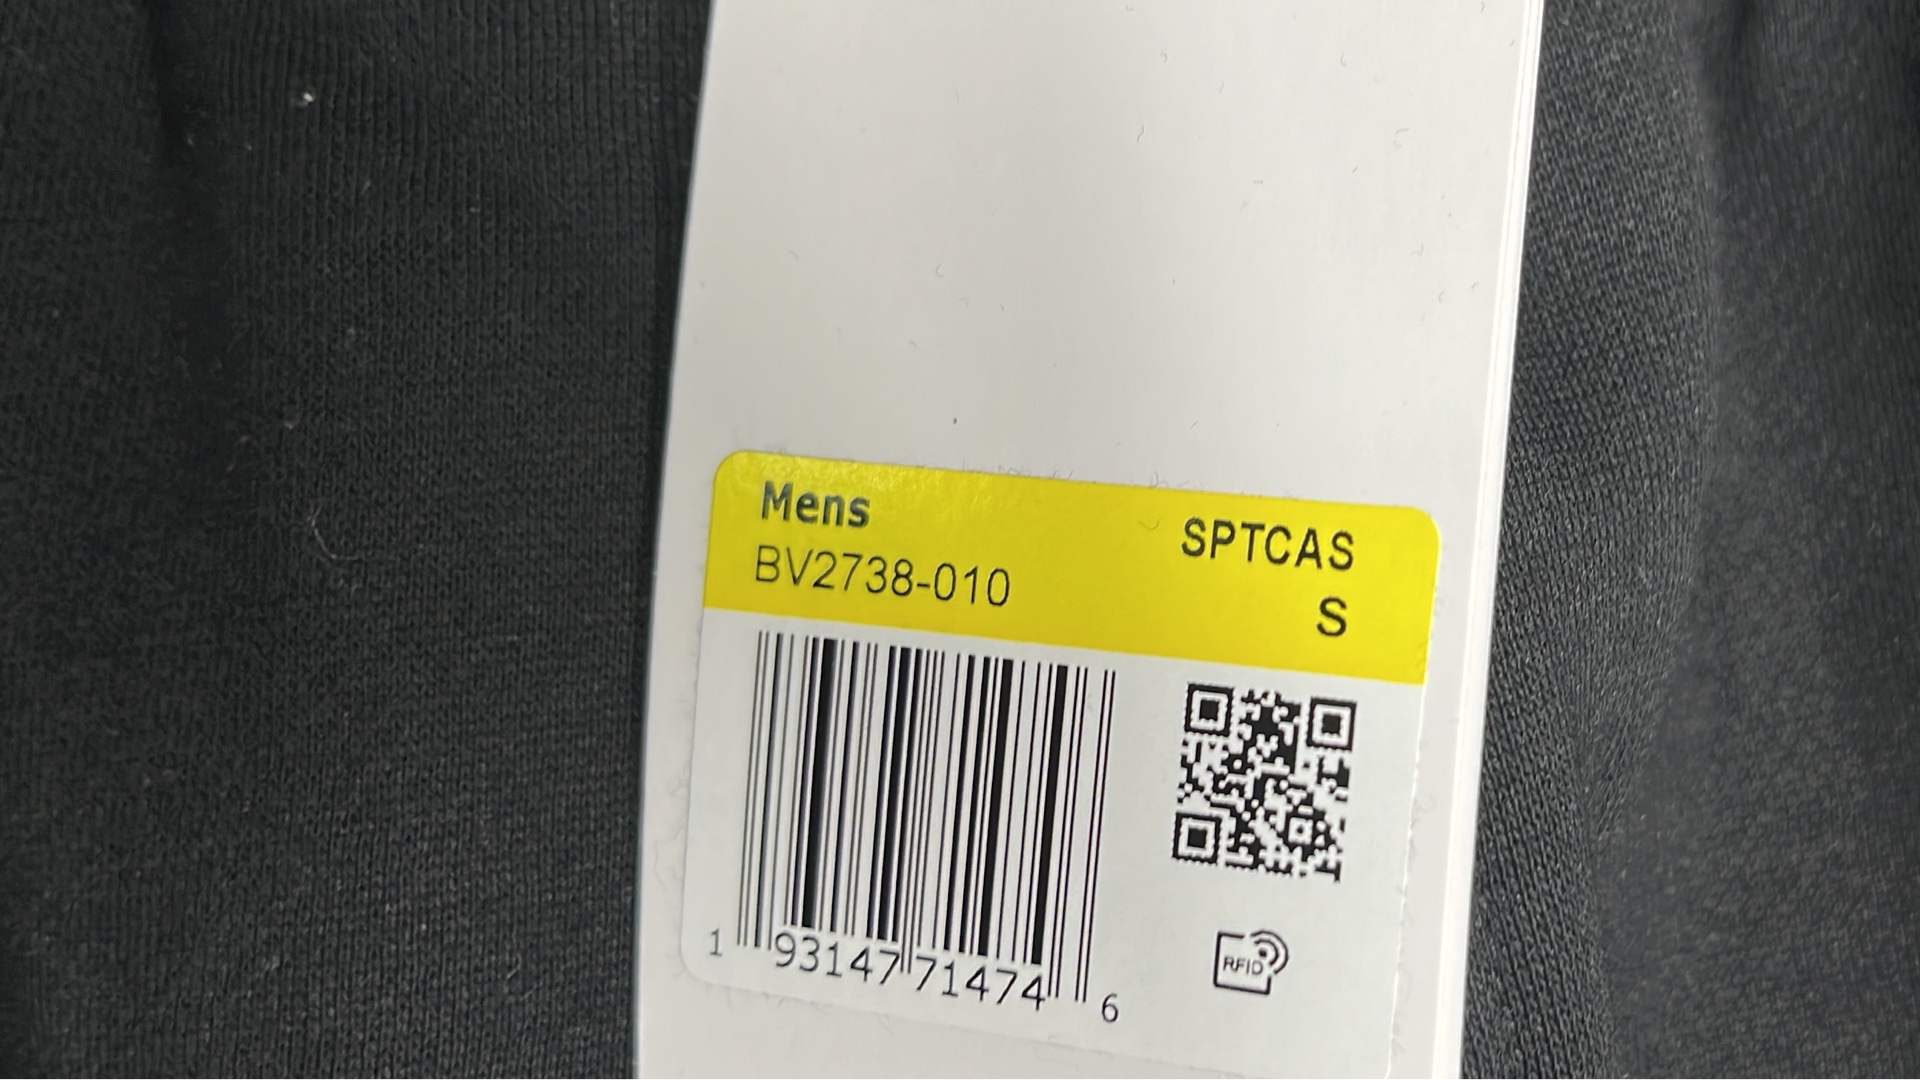 Mens
SPTCAS
BV2738-010
S
1 93147 71474 6
RFID